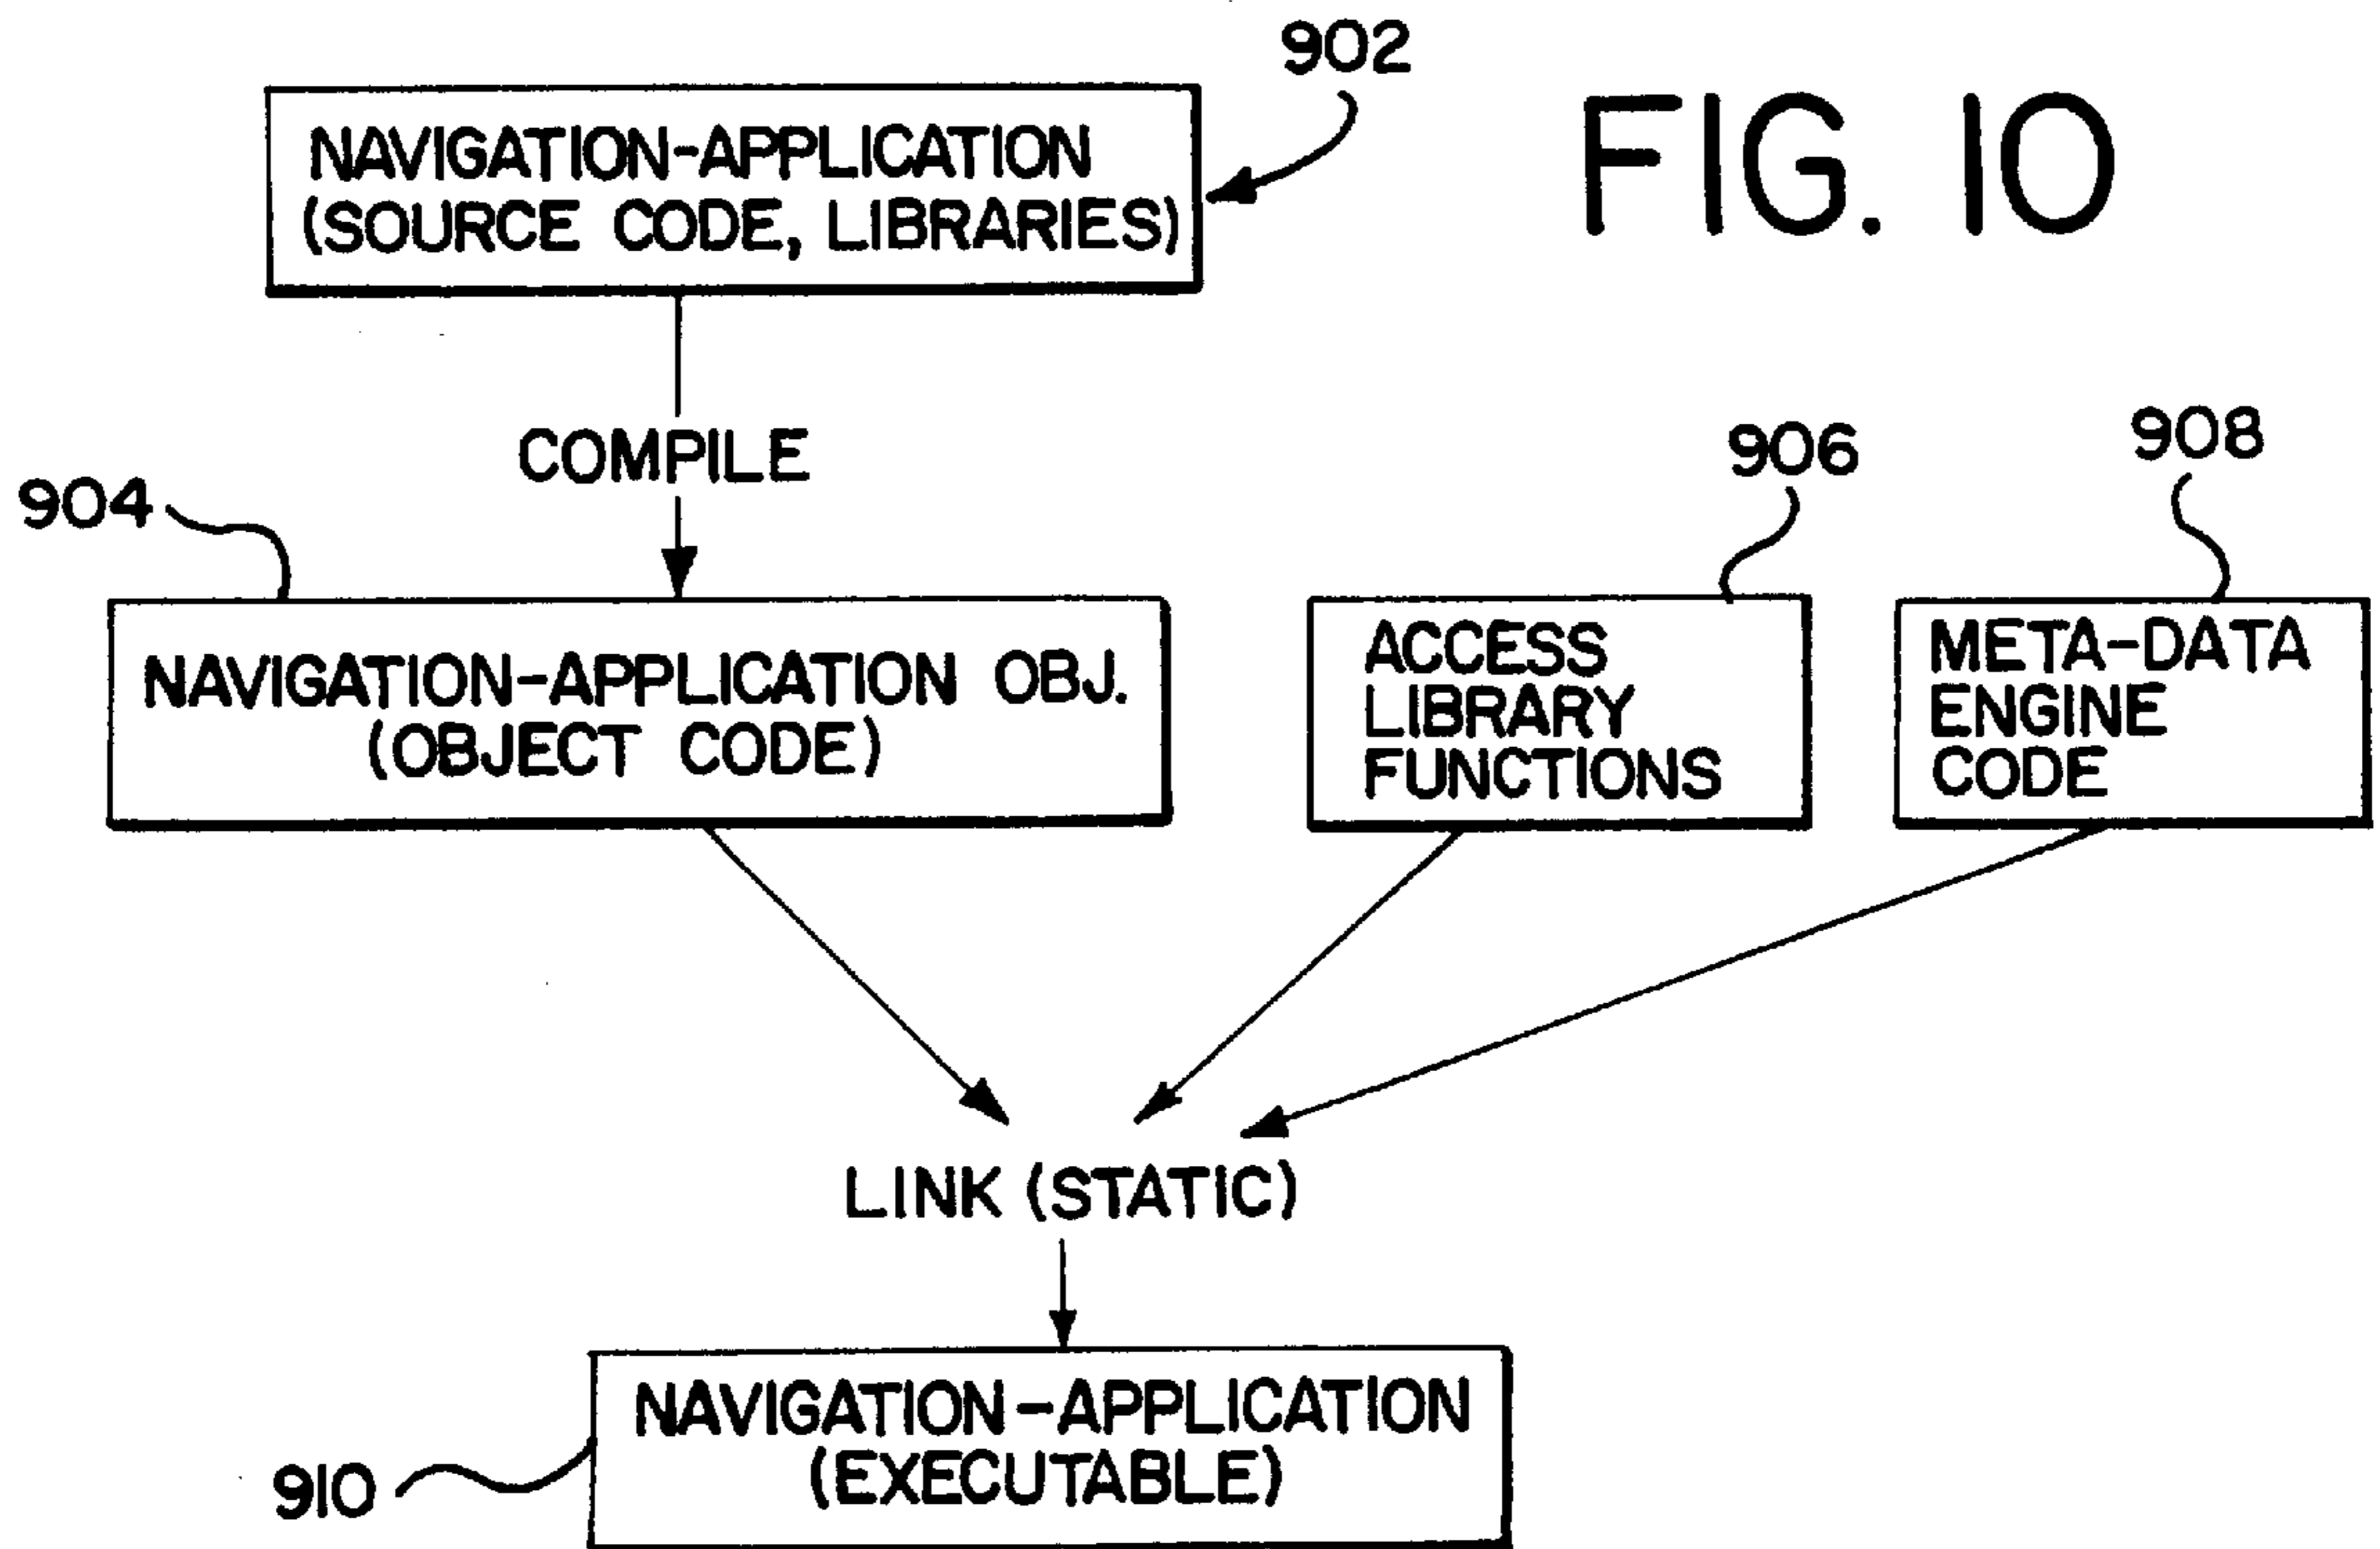 902
FIG. 10
NAVIGATION-APPLICATION
(SOURCE CODE, LIBRARIES)
COMPILE
904
906
908
NAVIGATION-APPLICATION OBJ.
(OBJECT CODE)
ACCESS
LIBRARY
FUNCTIONS
META-DATA
ENGINE
CODE
LINK (STATIC)
NAVIGATION-APPLICATION
(EXECUTABLE)
910